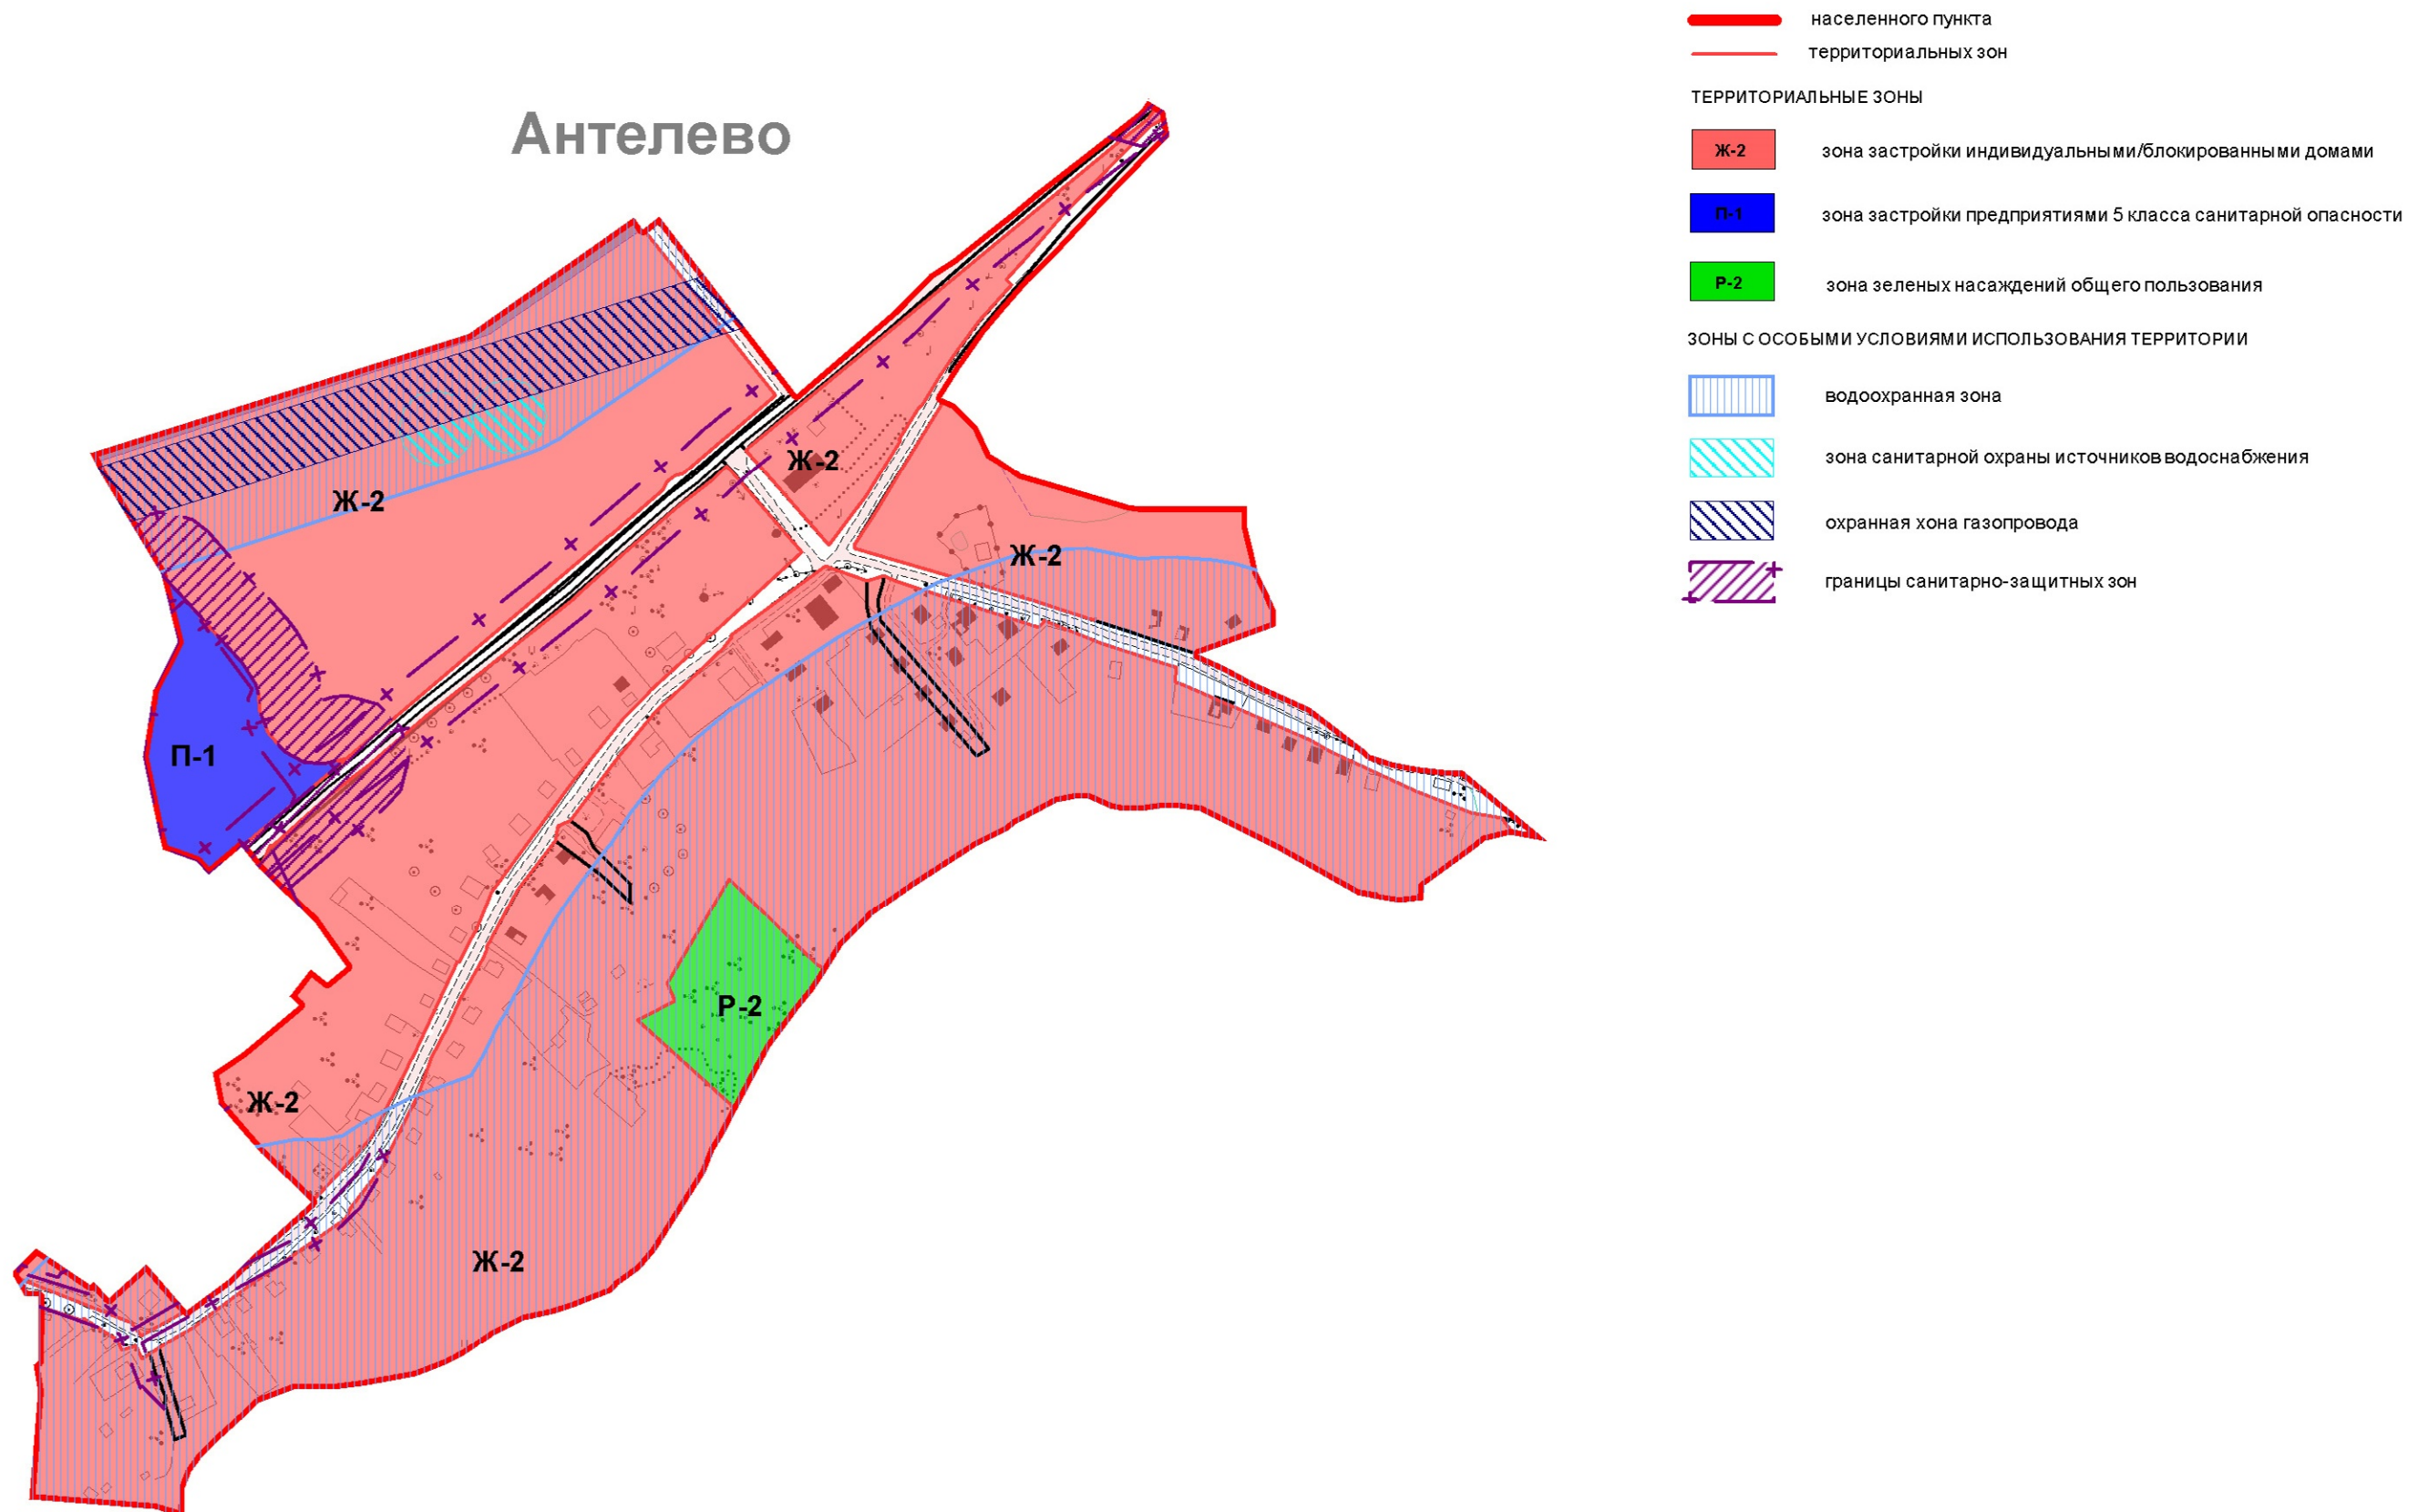 населенного пункта
территориальных зон
ТЕРРИТОРИАЛЬНЫЕ ЗОНЫ
Антелево
Ж-2 зона застройки индивидуальными/блокированными домами
П-1 зона застройки предприятиями 5 класса санитарной опасности
Р-2 зона зеленых насаждений общего пользования
ЗОНЫ С ОСОБЫМИ УСЛОВИЯМИ ИСПОЛЬЗОВАНИЯ ТЕРРИТОРИИ
водоохранная зона
зона санитарной охраны источников водоснабжения
охранная хона газопровода
границы санитарно-защитных зон
Ж-2
Ж-2
Ж-2
П-1
Р-2
Ж-2
Ж-2